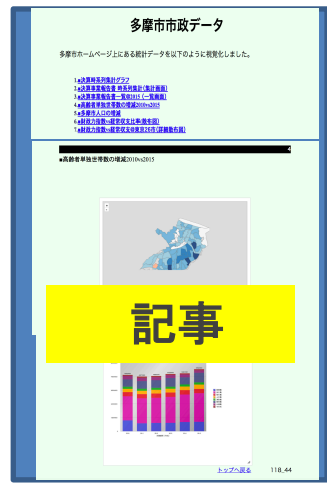 多摩市市政データ
多摩市ホームページ上にある統計データを以下のように視覚化しました。
1.■決算時系列集計グラフ
2.■決算事業報告書 時系列集計(集計画面)
3.■決算事業報告書一覧@2015 (一覧画面)
4.■高齢者単独世帯数の増減2010vs2015
5.■多摩市人口の増減
6.■財政力指数vs経常収支比率(散布図)
7.■財政力指数vs経常収支@東京26市(詳細散布図)
4
■高齢者単独世帯数の増減2010vs2015
記事
トップへ戻る
118_44